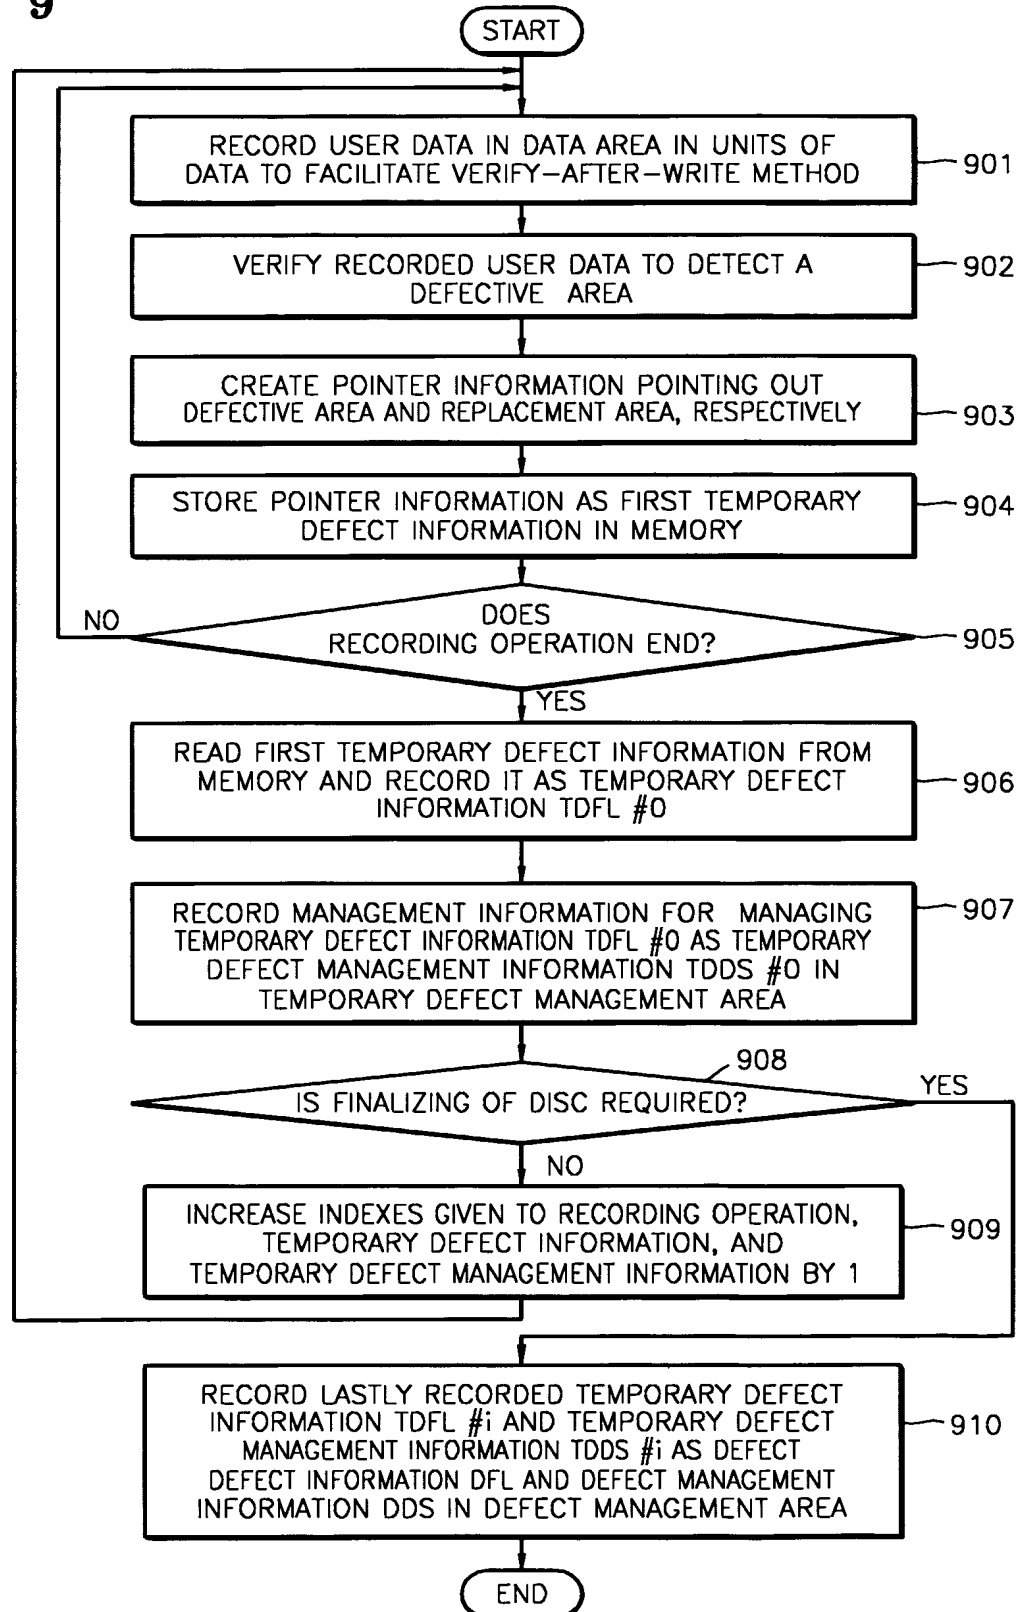 9
START
RECORD USER DATA IN DATA AREA IN UNITS OF
DATA TO FACILITATE VERIFY-AFTER-WRITE METHOD
901
VERIFY RECORDED USER DATA TO DETECT A
DEFECTIVE AREA
902
CREATE POINTER INFORMATION POINTING OUT
DEFECTIVE AREA AND REPLACEMENT AREA, RESPECTIVELY
903
STORE POINTER INFORMATION AS FIRST TEMPORARY
DEFECT INFORMATION IN MEMORY
904
NO
DOES
RECORDING OPERATION END?
905
YES
READ FIRST TEMPORARY DEFECT INFORMATION FROM
MEMORY AND RECORD IT AS TEMPORARY DEFECT
INFORMATION TDFL #0
906
RECORD MANAGEMENT INFORMATION FOR MANAGING
TEMPORARY DEFECT INFORMATION TDFL #0 AS TEMPORARY
DEFECT MANAGEMENT INFORMATION TDDS #0 IN
TEMPORARY DEFECT MANAGEMENT AREA
907
908
IS FINALIZING OF DISC REQUIRED?
YES
NO
INCREASE INDEXES GIVEN TO RECORDING OPERATION,
TEMPORARY DEFECT INFORMATION, AND
TEMPORARY DEFECT MANAGEMENT INFORMATION BY 1
909
RECORD LASTLY RECORDED TEMPORARY DEFECT
INFORMATION TDFL #i AND TEMPORARY DEFECT
MANAGEMENT INFORMATION TDDS #i AS DEFECT
DEFECT INFORMATION DFL AND DEFECT MANAGEMENT
INFORMATION DDS IN DEFECT MANAGEMENT AREA
910
END